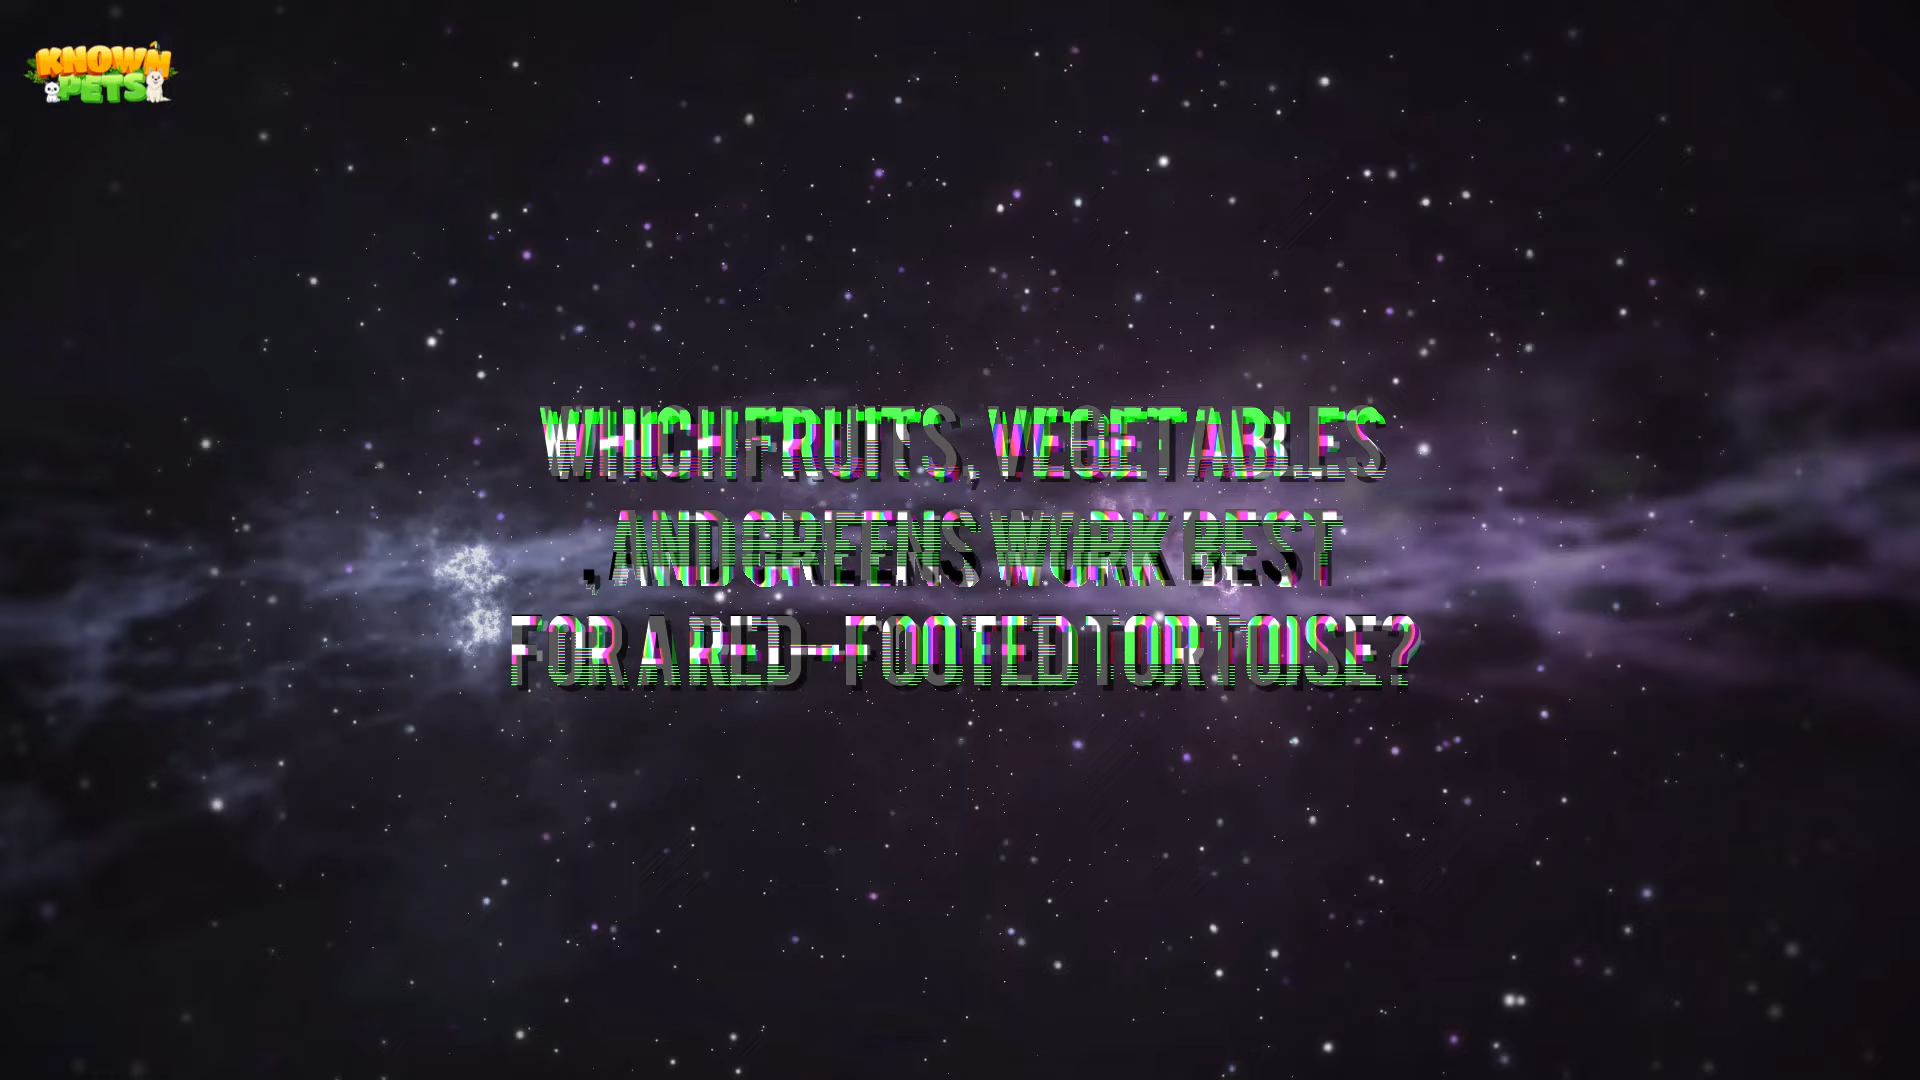 KNOWN
PETS
WHICH FRUITS, VEGETABLES
, AND GREENS WORK BEST
FOR A RED-FOOTED TORTOISE?